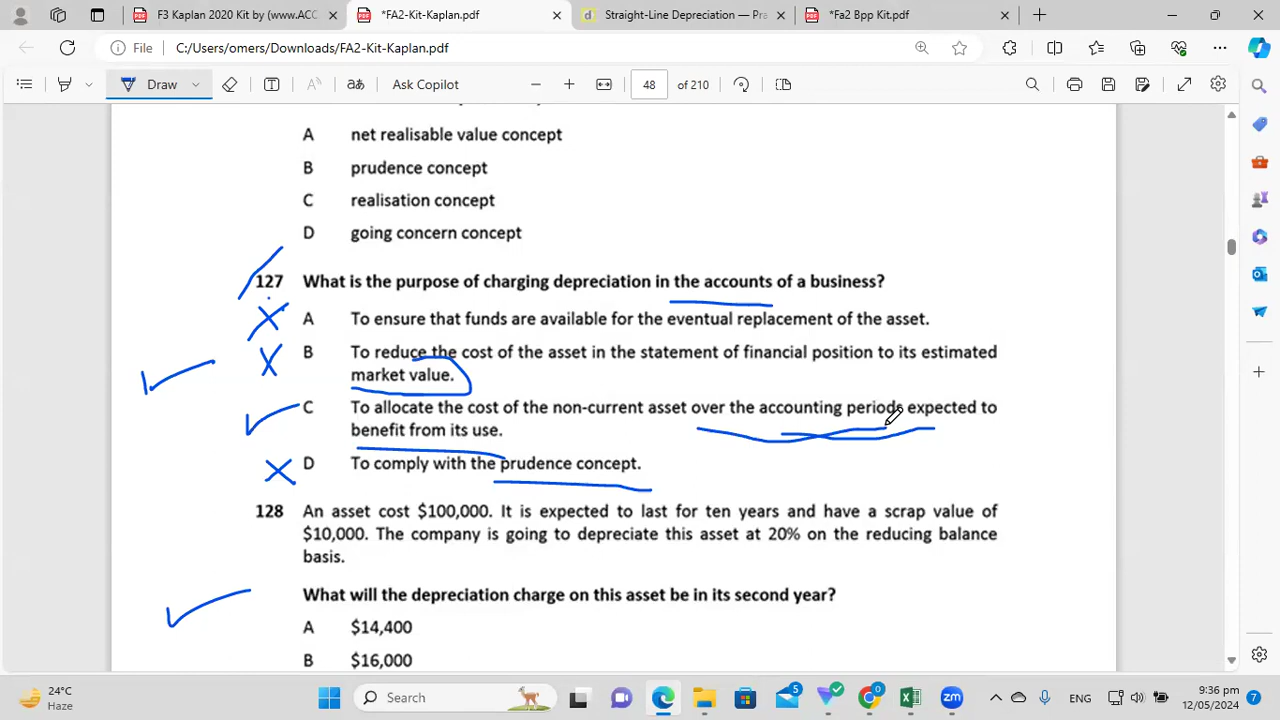 F3 Kaplan 2020 Kit by (www.ACC
*FA2-Kit-Kaplan.pdf
Straight-Line Depreciation — Pra
*Fa2 Bpp Kit.pdf
File
C:/Users/omers/Downloads/FA2-Kit-Kaplan.pdf
Draw
Ask Copilot
48
of 210
A net realisable value concept
B prudence concept
C realisation concept
D going concern concept
127 What is the purpose of charging depreciation in the accounts of a business?
A To ensure that funds are available for the eventual replacement of the asset.
B To reduce the cost of the asset in the statement of financial position to its estimated
market value.
C To allocate the cost of the non-current asset over the accounting periods expected to
benefit from its use.
D To comply with the prudence concept.
128 An asset cost $100,000. It is expected to last for ten years and have a scrap value of
$10,000. The company is going to depreciate this asset at 20% on the reducing balance
basis.
What will the depreciation charge on this asset be in its second year?
A $14,400
B $16,000
24°C
Haze
Search
5
0
ENG
9:36 pm
12/05/2024
7